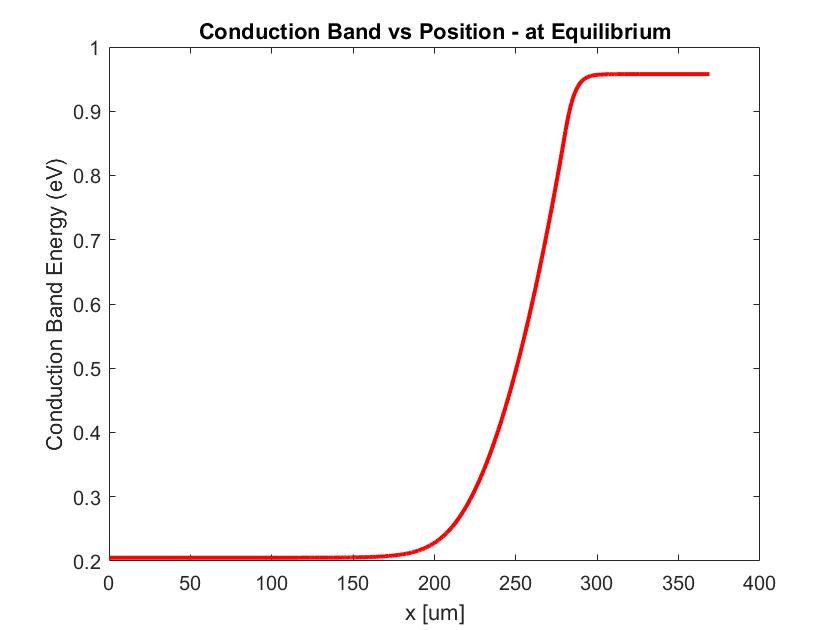 Conduction Band vs Position - at Equilibrium
1
0.9
0.8
0.7
0.6
0.5
0.4
0.3
0.2
Conduction Band Energy (eV)
0 50 100 150 200 250 300 350 400
x [um]